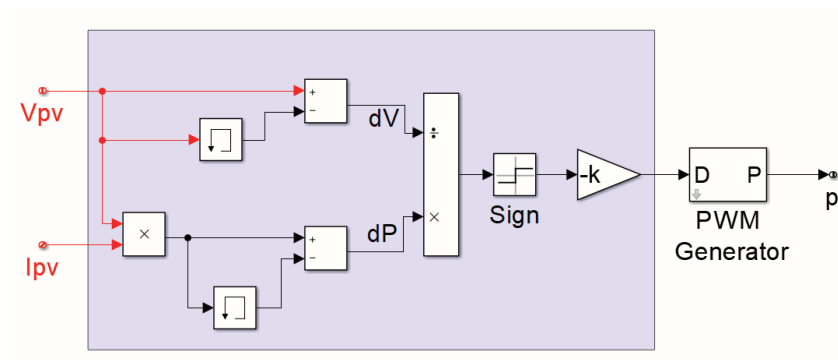 Vpv
+
−
dV
÷
×
Sign
-k
D
P
PWM
Generator
p
×
Ipv
+
−
dP